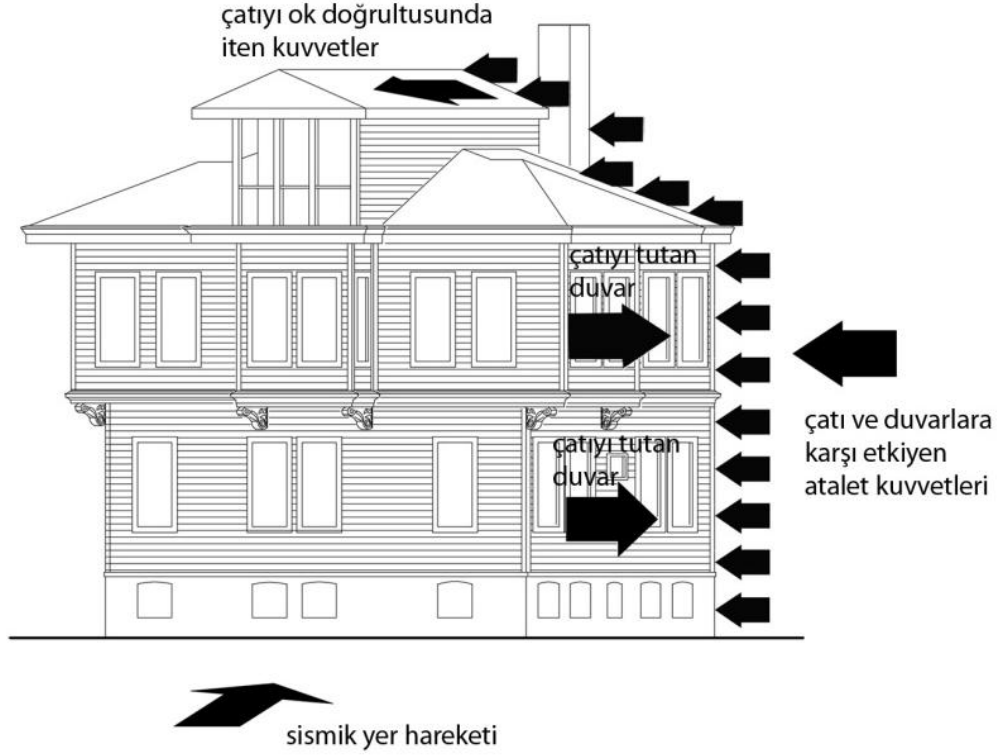 çatıyı ok doğrultusunda
iten kuvvetler
çatıyı tutan
duvar
çatıyı tutan
duvar
çatı ve duvarlara
karşı etkiyen
atalet kuvvetleri
sismik yer hareketi